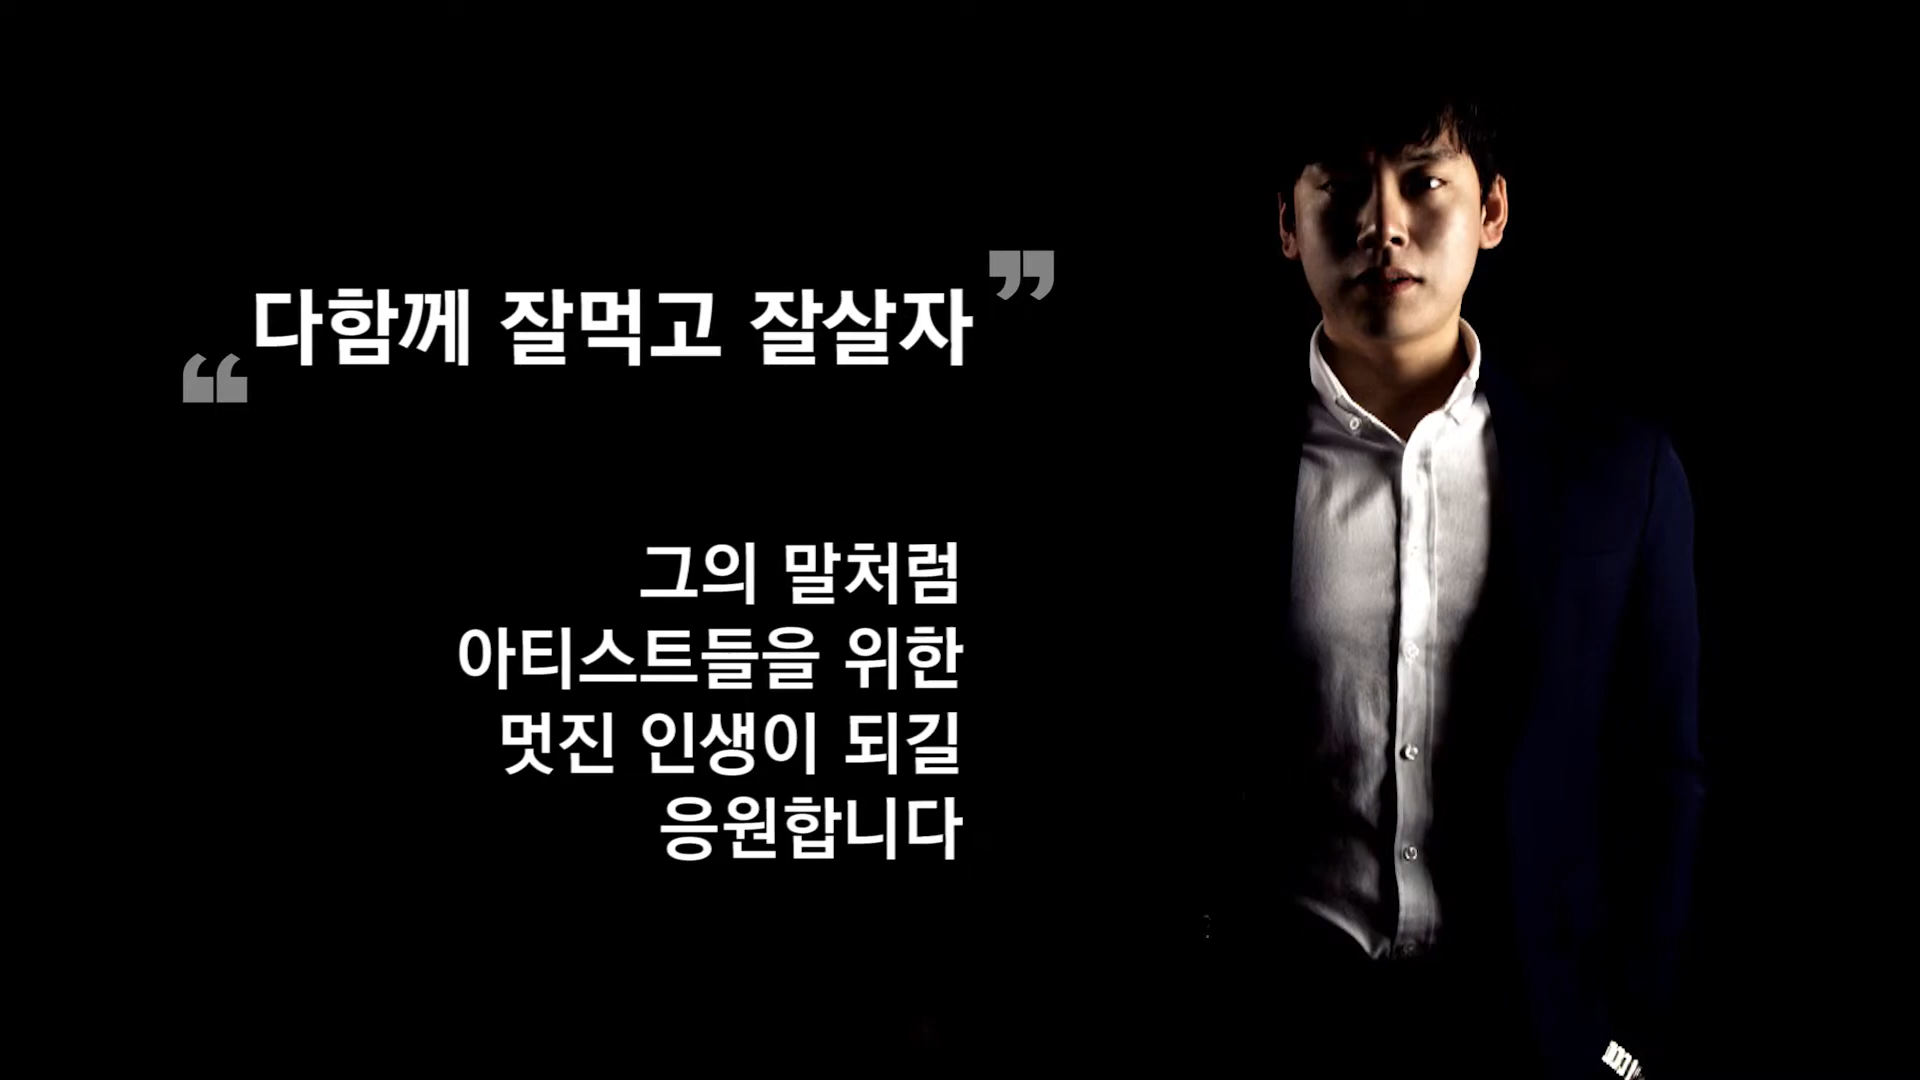 “다함께 잘먹고 잘살자”
그의 말처럼
아티스트들을 위한
멋진 인생이 되길
응원합니다